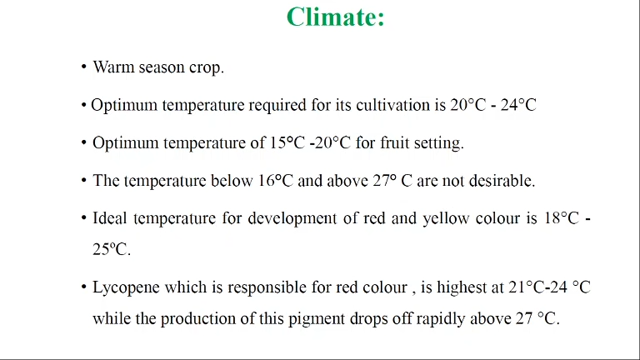 Climate:
• Warm season crop.
• Optimum temperature required for its cultivation is 20°C - 24°C
• Optimum temperature of 15°C -20°C for fruit setting.
• The temperature below 16°C and above 27° C are not desirable.
• Ideal temperature for development of red and yellow colour is 18°C -
25°C.
• Lycopene which is responsible for red colour , is highest at 21°C-24 °C
while the production of this pigment drops off rapidly above 27 °C.